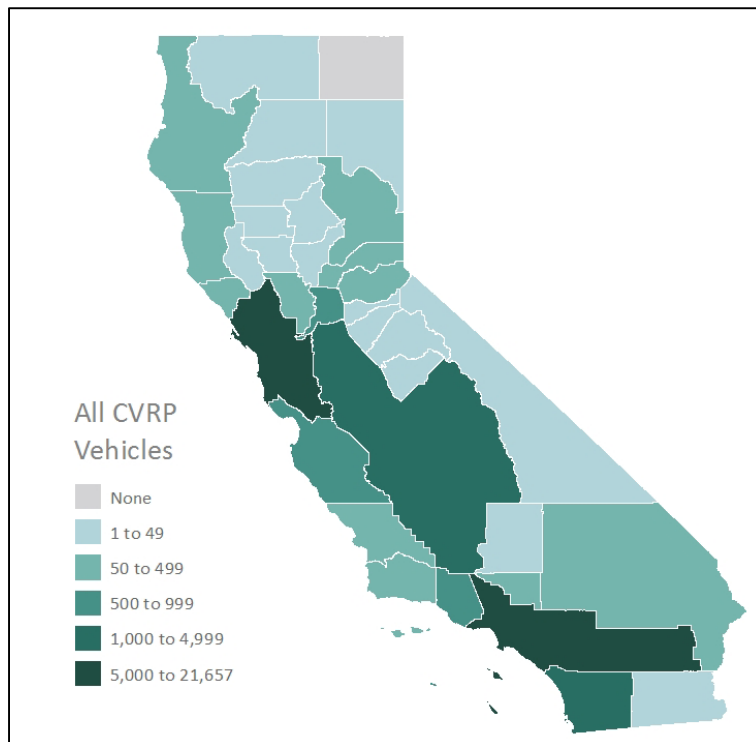 All CVRP
Vehicles
None
1 to 49
50 to 499
500 to 999
1,000 to 4,999
5,000 to 21,657